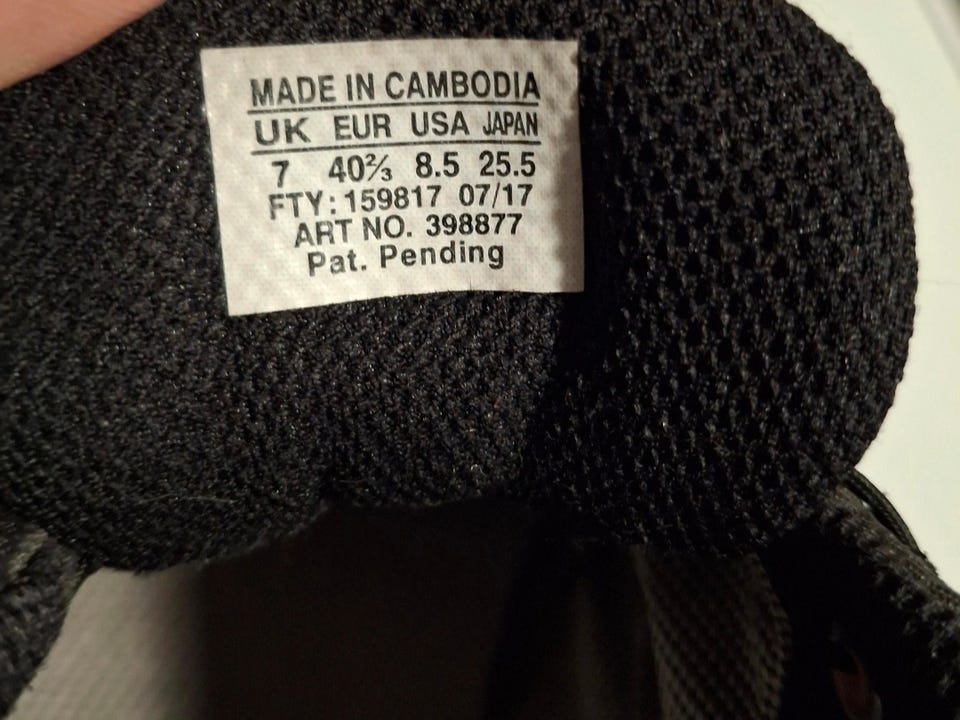 MADE IN CAMBODIA
UK EUR USA JAPAN
7 40⅔ 8.5 25.5
FTY: 159817 07/17
ART NO. 398877
Pat. Pending